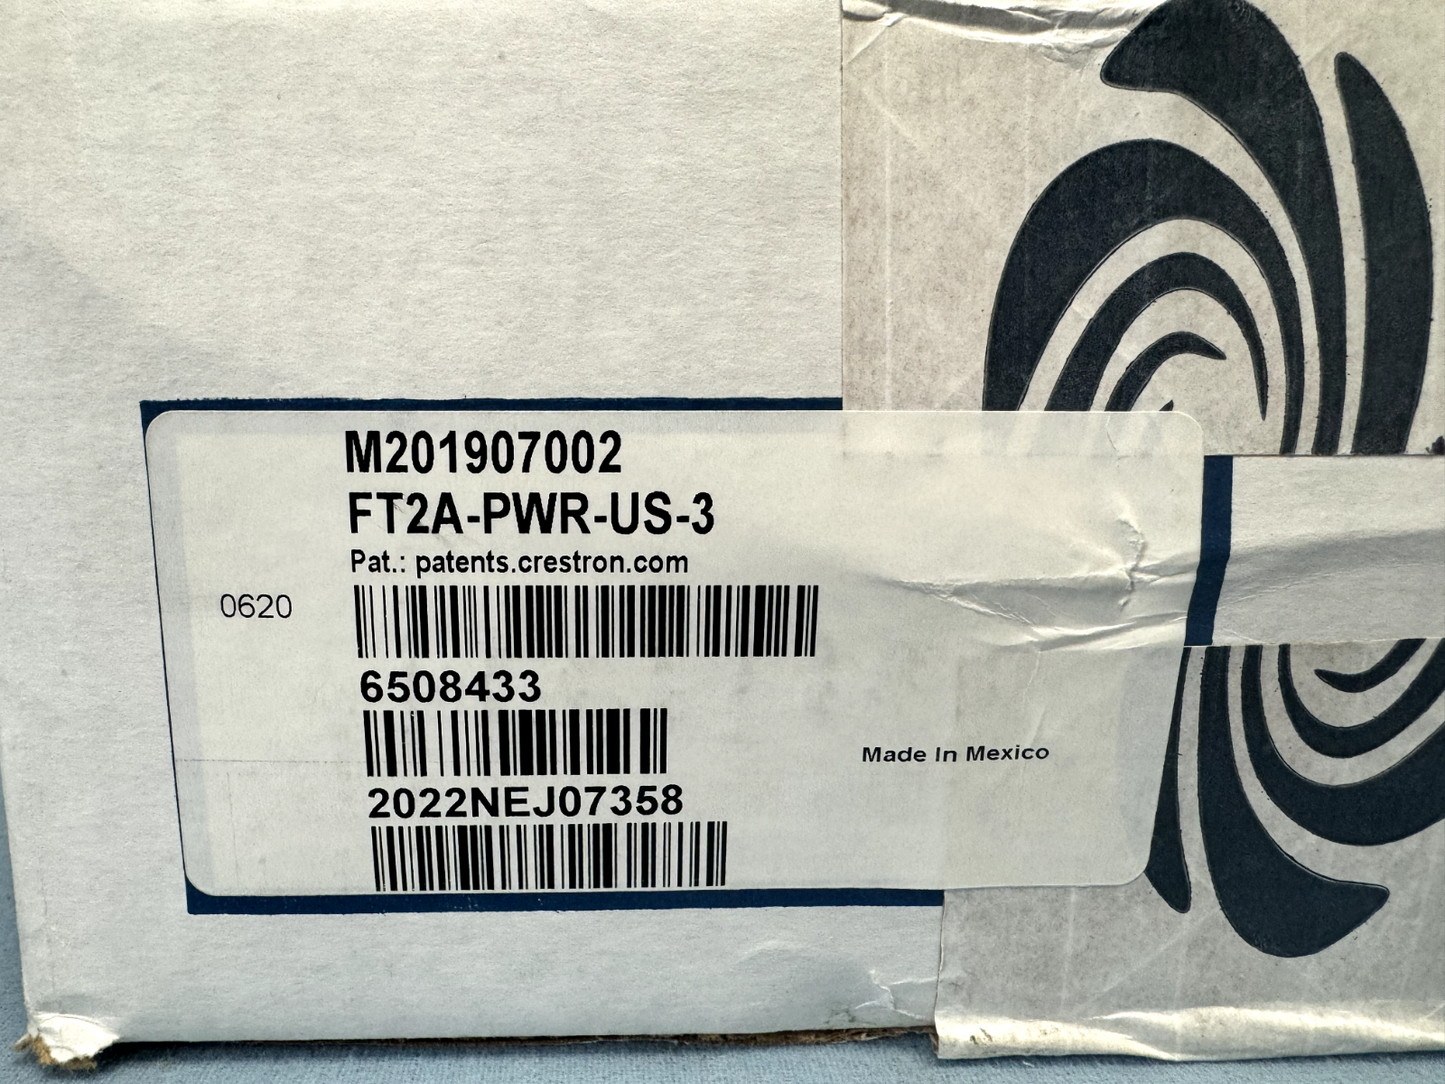 M201907002
FT2A-PWR-US-3
Pat.: patents.crestron.com
0620
6508433
Made In Mexico
2022NEJ07358